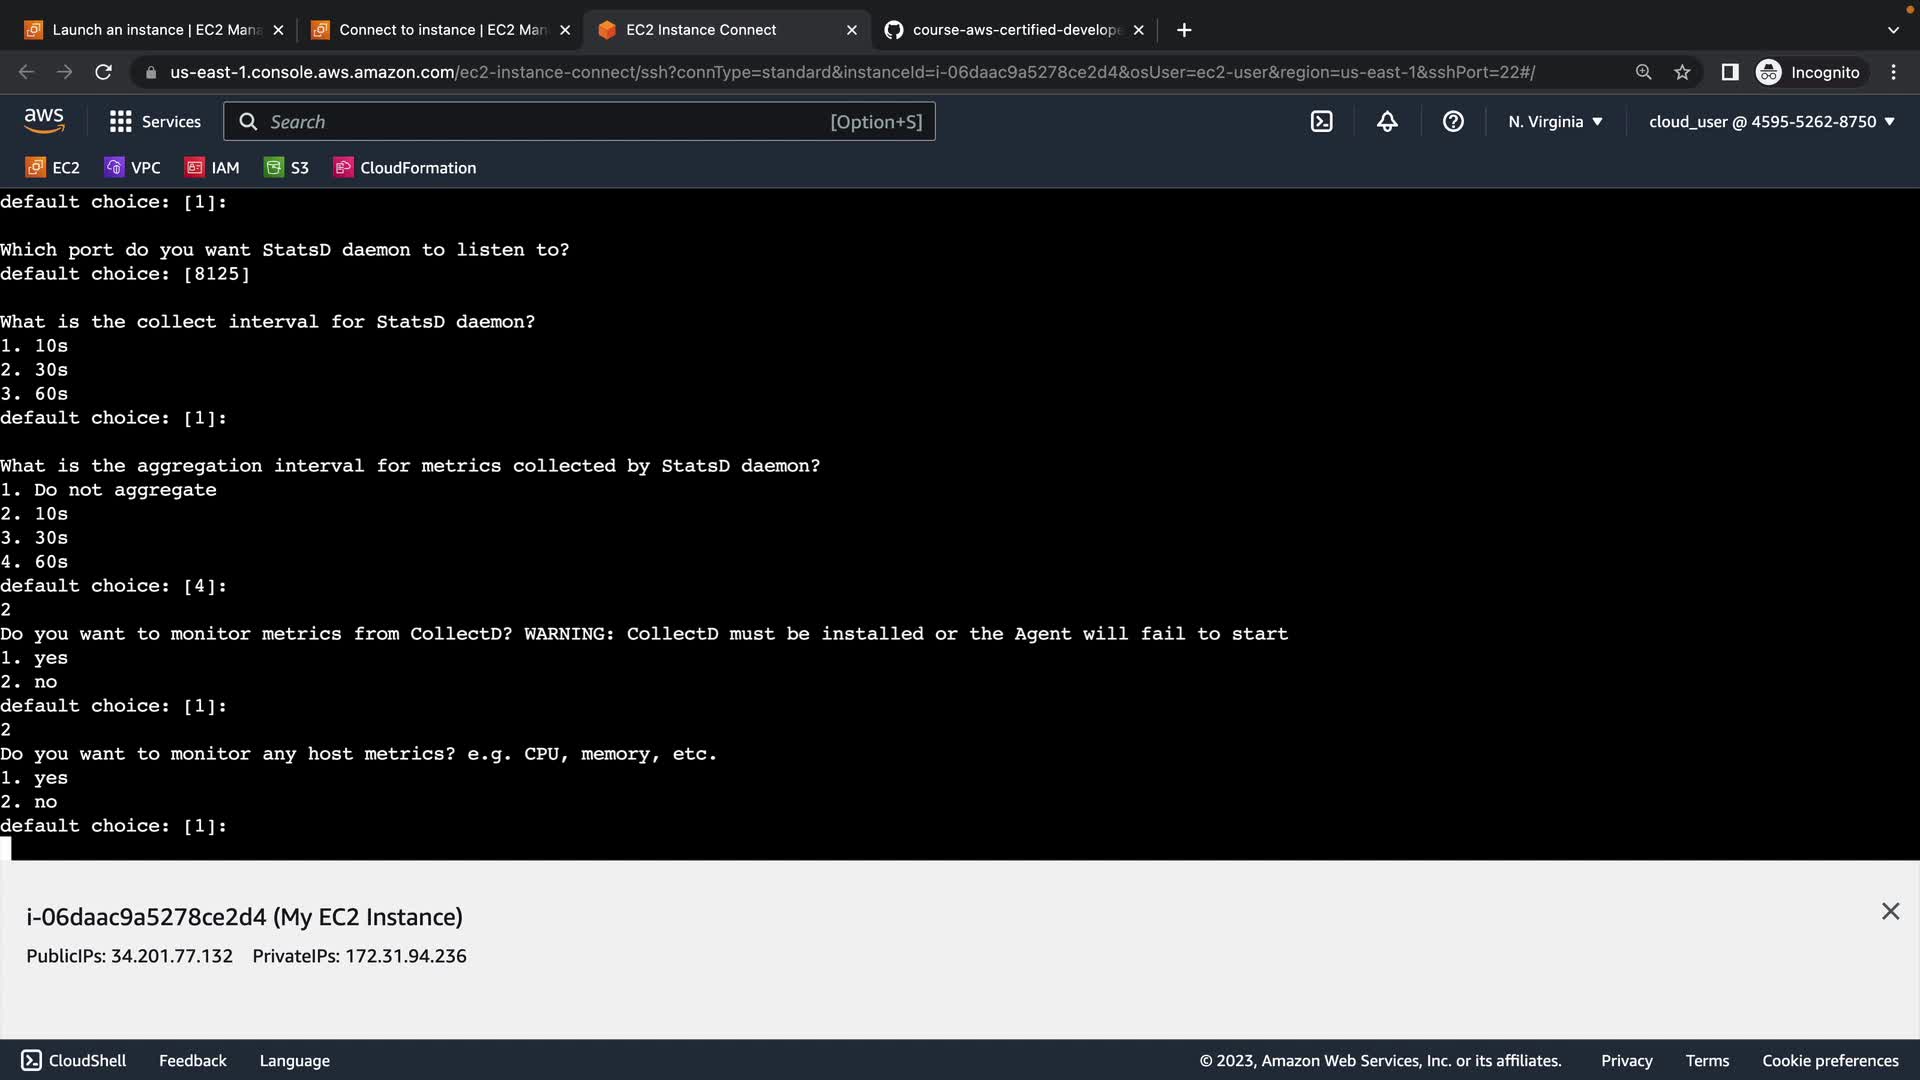 Launch an instance | EC2 Mana
Connect to instance | EC2 Man
EC2 Instance Connect
course-aws-certified-develope
us-east-1.console.aws.amazon.com/ec2-instance-connect/ssh?connType=standard&instanceId=i-06daac9a5278ce2d4&osUser=ec2-user&region=us-east-1&sshPort=22#/
Incognito
aws
Services
Search
[Option+S]
N. Virginia
cloud_user @ 4595-5262-8750
EC2
VPC
IAM
S3
CloudFormation
default choice: [1]:
Which port do you want StatsD daemon to listen to?
default choice: [8125]
What is the collect interval for StatsD daemon?
1. 10s
2. 30s
3. 60s
default choice: [1]:
What is the aggregation interval for metrics collected by StatsD daemon?
1. Do not aggregate
2. 10s
3. 30s
4. 60s
default choice: [4]:
2
Do you want to monitor metrics from CollectD? WARNING: CollectD must be installed or the Agent will fail to start
1. yes
2. no
default choice: [1]:
2
Do you want to monitor any host metrics? e.g. CPU, memory, etc.
1. yes
2. no
default choice: [1]:
i-06daac9a5278ce2d4 (My EC2 Instance)
PublicIPs: 34.201.77.132 PrivateIPs: 172.31.94.236
CloudShell
Feedback
Language
© 2023, Amazon Web Services, Inc. or its affiliates.
Privacy
Terms
Cookie preferences